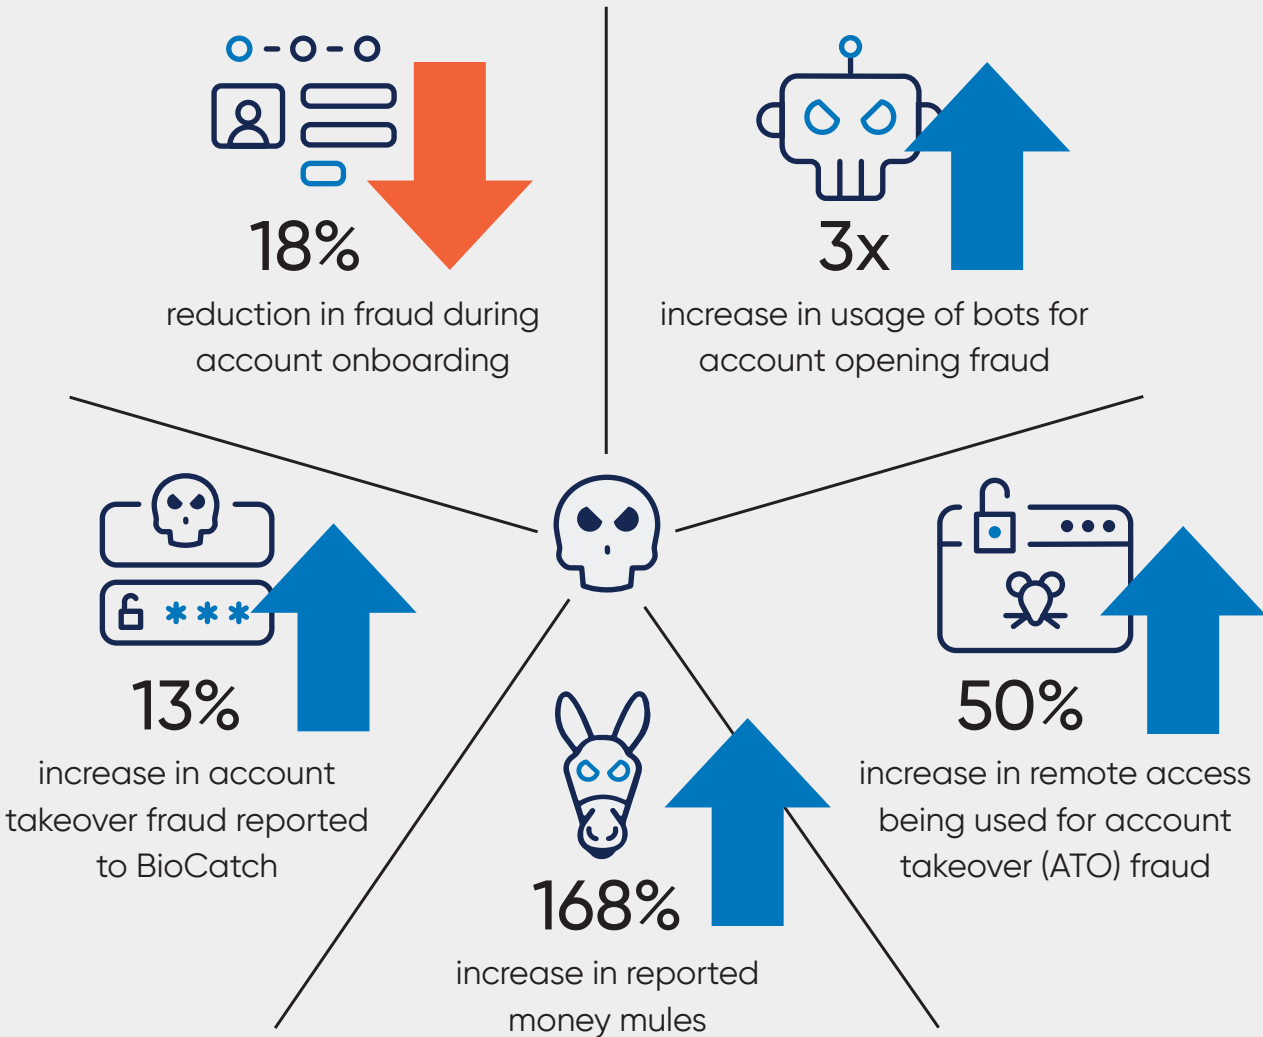 18%
reduction in fraud during
account onboarding
3x
increase in usage of bots for
account opening fraud
***
13%
increase in account
takeover fraud reported
to BioCatch
50%
increase in remote access
being used for account
takeover (ATO) fraud
168%
increase in reported
money mules